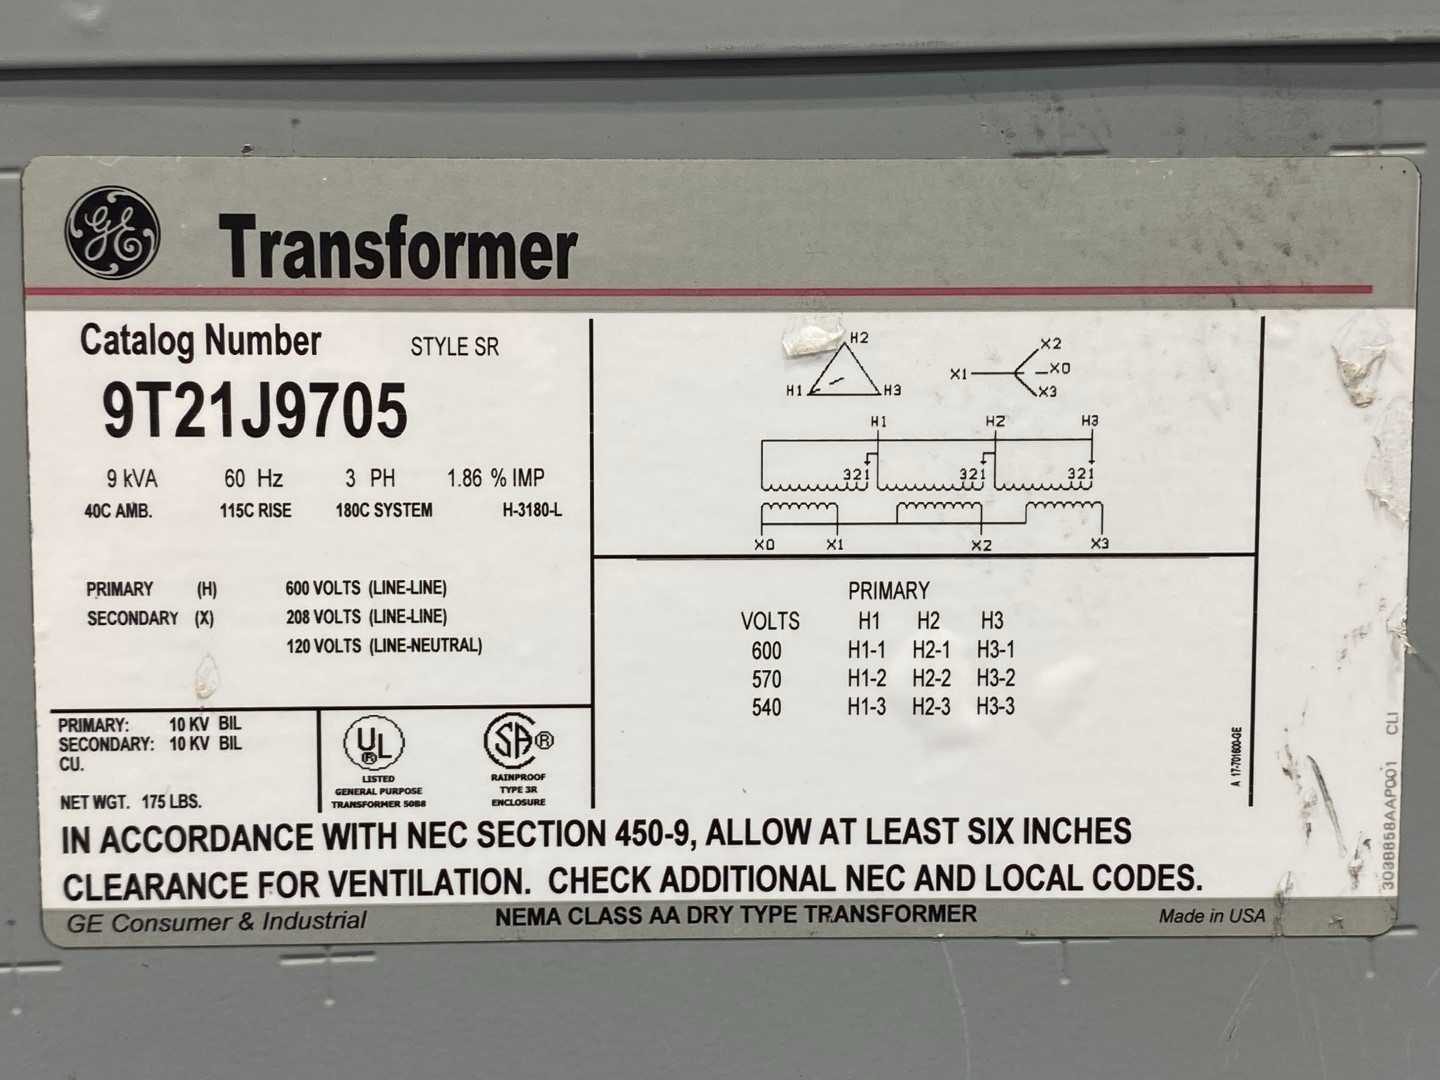 GE
Transformer
Catalog Number STYLE SR
9T21J9705
9 kVA 60 Hz 3 PH 1.86 % IMP
40C AMB. 115C RISE 180C SYSTEM H-3180-L
PRIMARY (H) 600 VOLTS (LINE-LINE)
SECONDARY (X) 208 VOLTS (LINE-LINE)
120 VOLTS (LINE-NEUTRAL)
PRIMARY: 10 KV BIL
SECONDARY: 10 KV BIL
CU.
NET WGT. 175 LBS.
UL
®
LISTED
GENERAL PURPOSE
TRANSFORMER 50B8
SA ®
RAINPROOF
TYPE 3R
ENCLOSURE
H2
H1 H3
X2
X1 X0
X3
H1 H2 H3
321 321 321
X0 X1 X2 X3
PRIMARY
VOLTS H1 H2 H3
600 H1-1 H2-1 H3-1
570 H1-2 H2-2 H3-2
540 H1-3 H2-3 H3-3
A 17-701600-GE
303B858AAP001 CLI
IN ACCORDANCE WITH NEC SECTION 450-9, ALLOW AT LEAST SIX INCHES
CLEARANCE FOR VENTILATION. CHECK ADDITIONAL NEC AND LOCAL CODES.
GE Consumer & Industrial NEMA CLASS AA DRY TYPE TRANSFORMER Made in USA